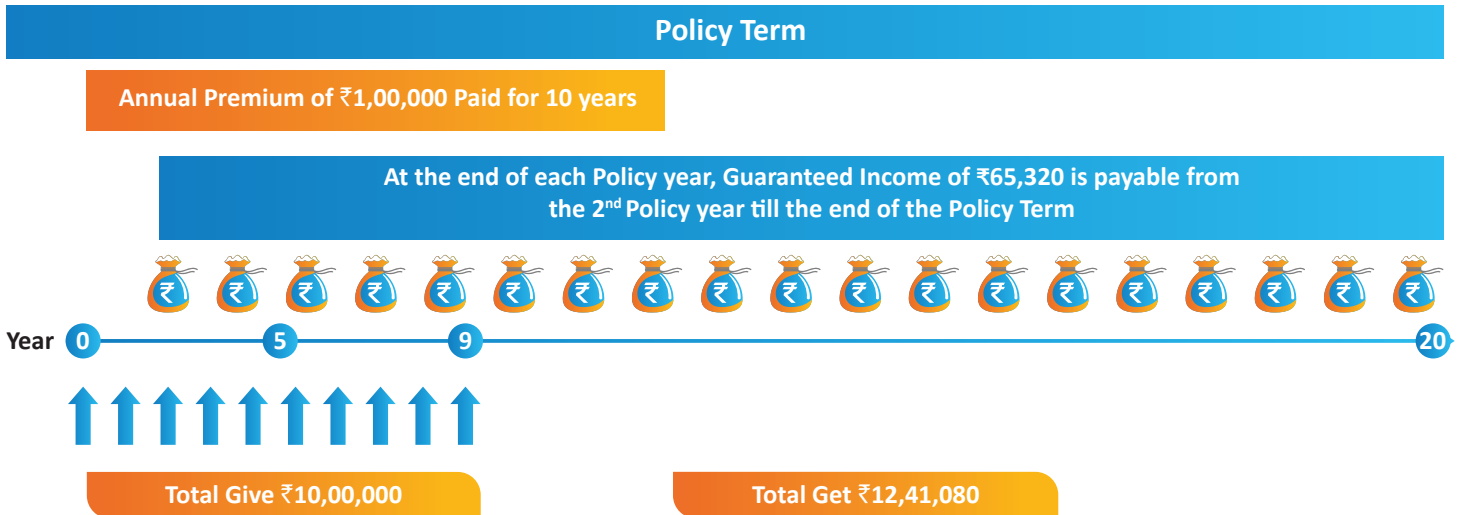 Policy Term
Annual Premium of ₹1,00,000 Paid for 10 years
At the end of each Policy year, Guaranteed Income of ₹65,320 is payable from
the 2nd Policy year till the end of the Policy Term
₹ ₹ ₹ ₹ ₹ ₹ ₹ ₹ ₹ ₹ ₹ ₹ ₹ ₹ ₹ ₹ ₹ ₹ ₹
Year 0 5 9 20
Total Give ₹10,00,000 Total Get ₹12,41,080